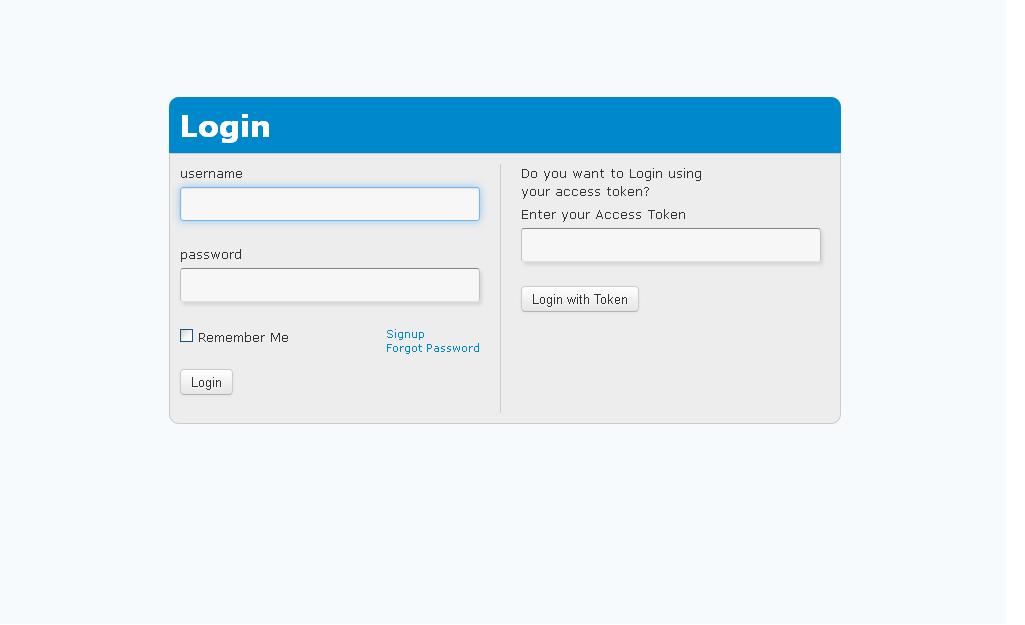 Login
username
password
Remember Me
Signup
Forgot Password
Login
Do you want to Login using
your access token?
Enter your Access Token
Login with Token